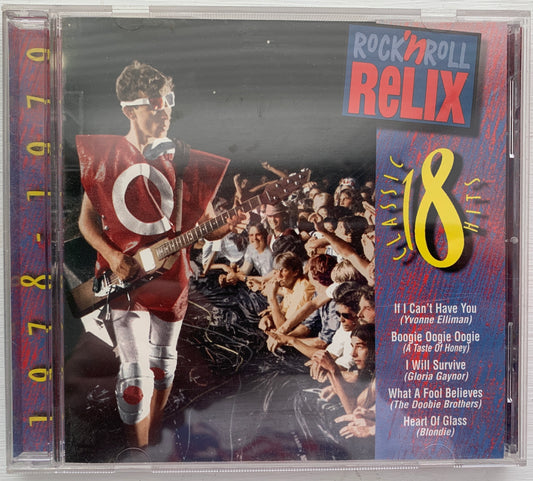 1978-1979
ROCK'n ROLL
ReLIX
18
CLASSIC HITS
If I Can't Have You
(Yvonne Elliman)
Boogie Oogie Oogie
(A Taste Of Honey)
I Will Survive
(Gloria Gaynor)
What A Fool Believes
(The Doobie Brothers)
Heart Of Glass
(Blondie)